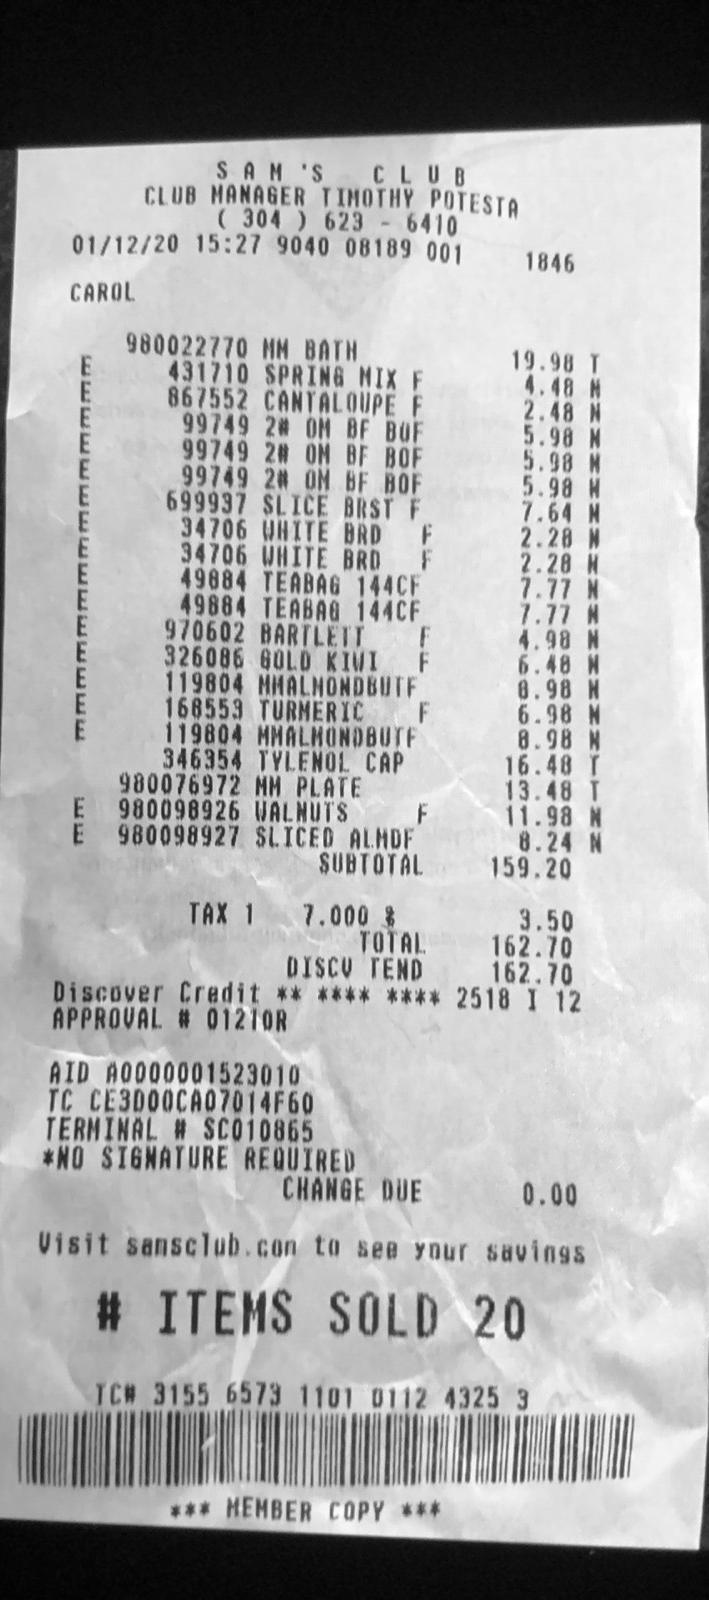 SAM'S CLUB
CLUB MANAGER TIMOTHY POTESTA
( 304 ) 623 - 6410
01/12/20 15:27 9040 08189 001 1846
CAROL
980022770 MM BATH 19.98 T
E 431710 SPRING MIX F 4.48 N
E 867552 CANTALOUPE F 2.48 N
E 99749 2# OM BF BOF 5.98 N
E 99749 2# OM BF BOF 5.98 N
E 99749 2# OM BF BOF 5.98 N
E 699937 SLICE BRST F 7.64 N
E 34706 WHITE BRD F 2.28 N
E 34706 WHITE BRD F 2.28 N
E 49884 TEABAG 144CF 7.77 N
E 49884 TEABAG 144CF 7.77 N
E 970602 BARTLETT F 4.98 N
E 326086 GOLD KIWI F 6.48 N
E 119804 MMALMONDBUTF 8.98 N
E 168553 TURMERIC F 6.98 N
E 119804 MMALMONDBUTF 8.98 N
346354 TYLENOL CAP 16.48 T
980076972 MM PLATE 13.48 T
E 980098926 WALNUTS F 11.98 N
E 980098927 SLICED ALMDF 8.24 N
SUBTOTAL 159.20
TAX 1 7.000 % 3.50
TOTAL 162.70
DISCV TEND 162.70
Discover Credit ** **** **** 2518 I 12
APPROVAL # 01210R
AID A0000001523010
TC CE3D00CA07014F60
TERMINAL # SC010865
*NO SIGNATURE REQUIRED
CHANGE DUE 0.00
Visit samsclub.com to see your savings
# ITEMS SOLD 20
TC# 3155 6573 1101 0112 4325 3
*** MEMBER COPY ***